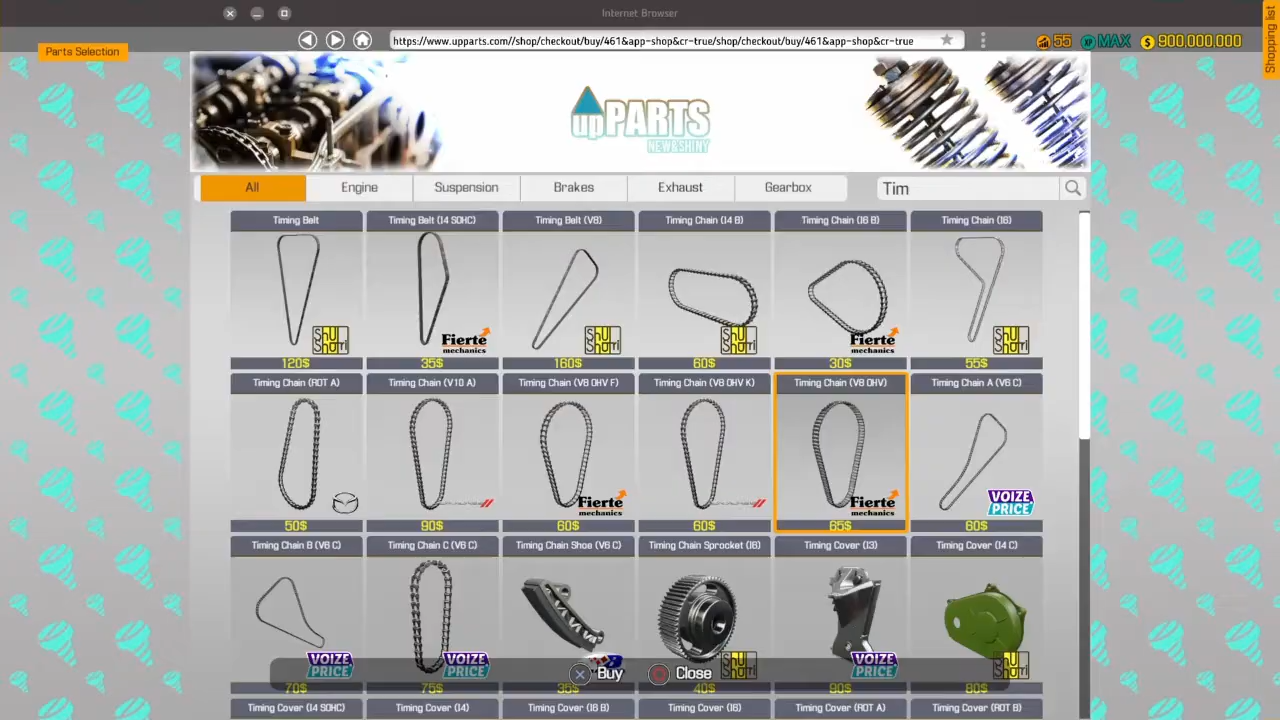 Internet Browser
Shopping list
Parts Selection
https://www.upparts.com//shop/checkout/buy/461&app-shop&cr-true/shop/checkout/buy/461&app-shop&cr-true
55
XP MAX
$ 900,000,000
upPARTS
NEW&SHINY
All
Engine
Suspension
Brakes
Exhaust
Gearbox
Tim
Timing Belt
Timing Belt (I4 SOHC)
Timing Belt (V8)
Timing Chain (I4 B)
Timing Chain (I6 B)
Timing Chain (I6)
Fierte mechanics
Fierte mechanics
120$
35$
160$
60$
30$
55$
Timing Chain (ROT A)
Timing Chain (V10 A)
Timing Chain (V8 OHV F)
Timing Chain (V8 OHV K)
Timing Chain (V8 OHV)
Timing Chain A (V6 C)
Fierte mechanics
Fierte mechanics
VOIZE PRICE
50$
90$
60$
60$
65$
60$
Timing Chain B (V6 C)
Timing Chain C (V6 C)
Timing Chain Shoe (V6 C)
Timing Chain Sprocket (I6)
Timing Cover (I3)
Timing Cover (I4 C)
VOIZE PRICE
VOIZE PRICE
VOIZE PRICE
Buy
Close
70$
75$
35$
40$
80$
80$
Timing Cover (I4 SOHC)
Timing Cover (I4)
Timing Cover (I6 B)
Timing Cover (I6)
Timing Cover (ROT A)
Timing Cover (ROT B)